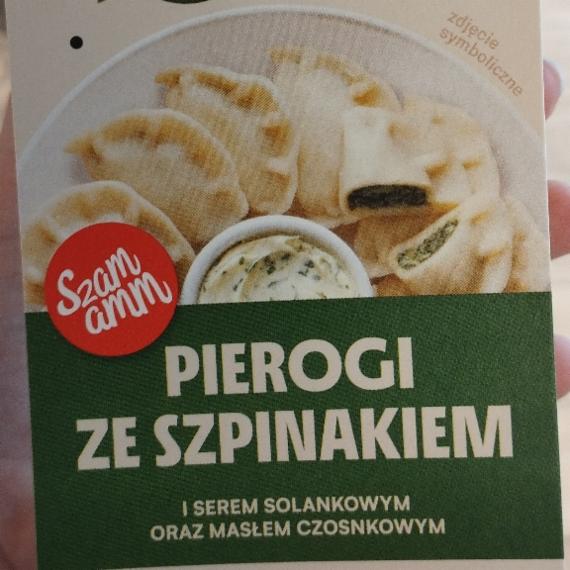 zdjęcie
symboliczne
Szam
amm
PIEROGI
ZE SZPINAKIEM
I SEREM SOLANKOWYM
ORAZ MASŁEM CZOSNKOWYM